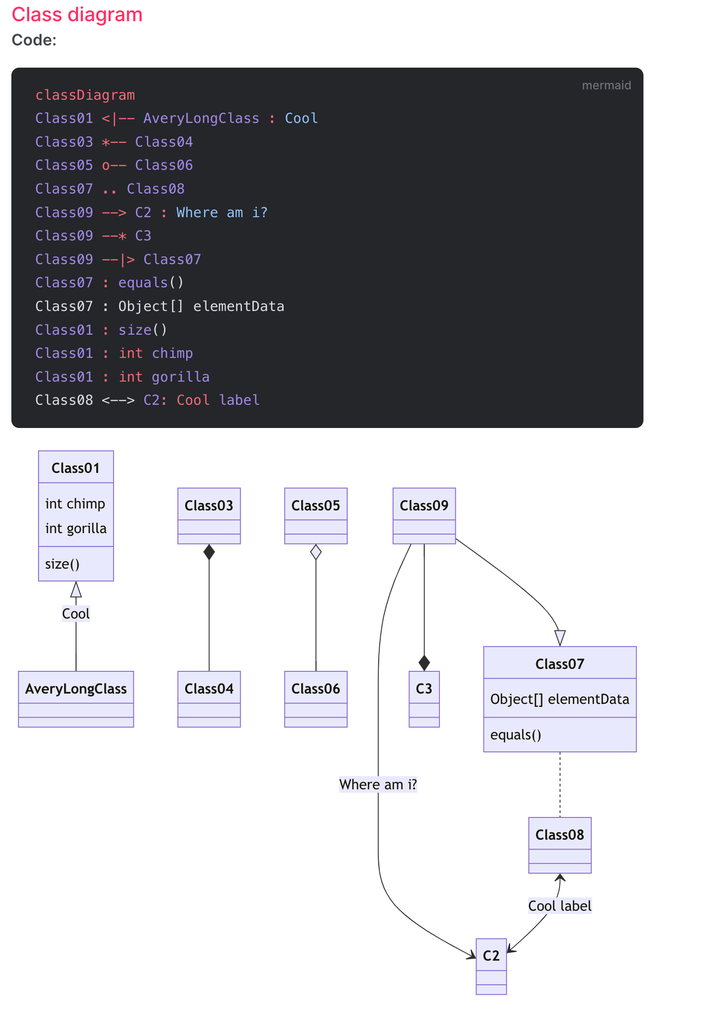 Class diagram
Code:
mermaid
classDiagram
Class01 <|-- AveryLongClass : Cool
Class03 *-- Class04
Class05 o-- Class06
Class07 .. Class08
Class09 --> C2 : Where am i?
Class09 --* C3
Class09 --|> Class07
Class07 : equals()
Class07 : Object[] elementData
Class01 : size()
Class01 : int chimp
Class01 : int gorilla
Class08 <--> C2: Cool label
Class01
int chimp
int gorilla
size()
Cool
AveryLongClass
Class03
Class04
Class05
Class06
Class09
C3
Class07
Object[] elementData
equals()
Where am i?
Class08
Cool label
C2